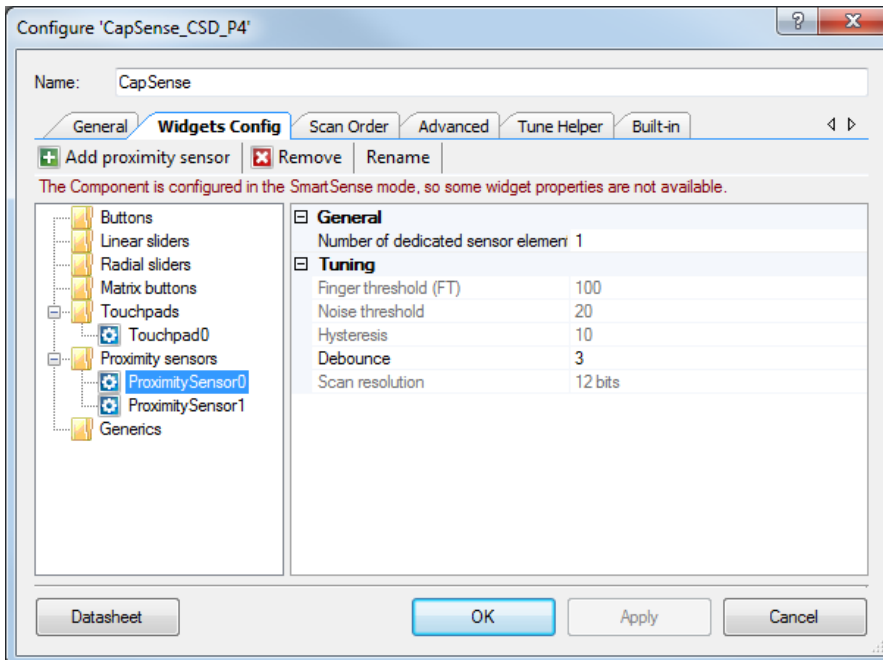 Configure 'CapSense_CSD_P4'
Name: CapSense
General Widgets Config Scan Order Advanced Tune Helper Built-in
Add proximity sensor Remove Rename
The Component is configured in the SmartSense mode, so some widget properties are not available.
Buttons
Linear sliders
Radial sliders
Matrix buttons
Touchpads
Touchpad0
Proximity sensors
ProximitySensor0
ProximitySensor1
Generics
General
Number of dedicated sensor element 1
Tuning
Finger threshold (FT) 100
Noise threshold 20
Hysteresis 10
Debounce 3
Scan resolution 12 bits
Datasheet OK Apply Cancel